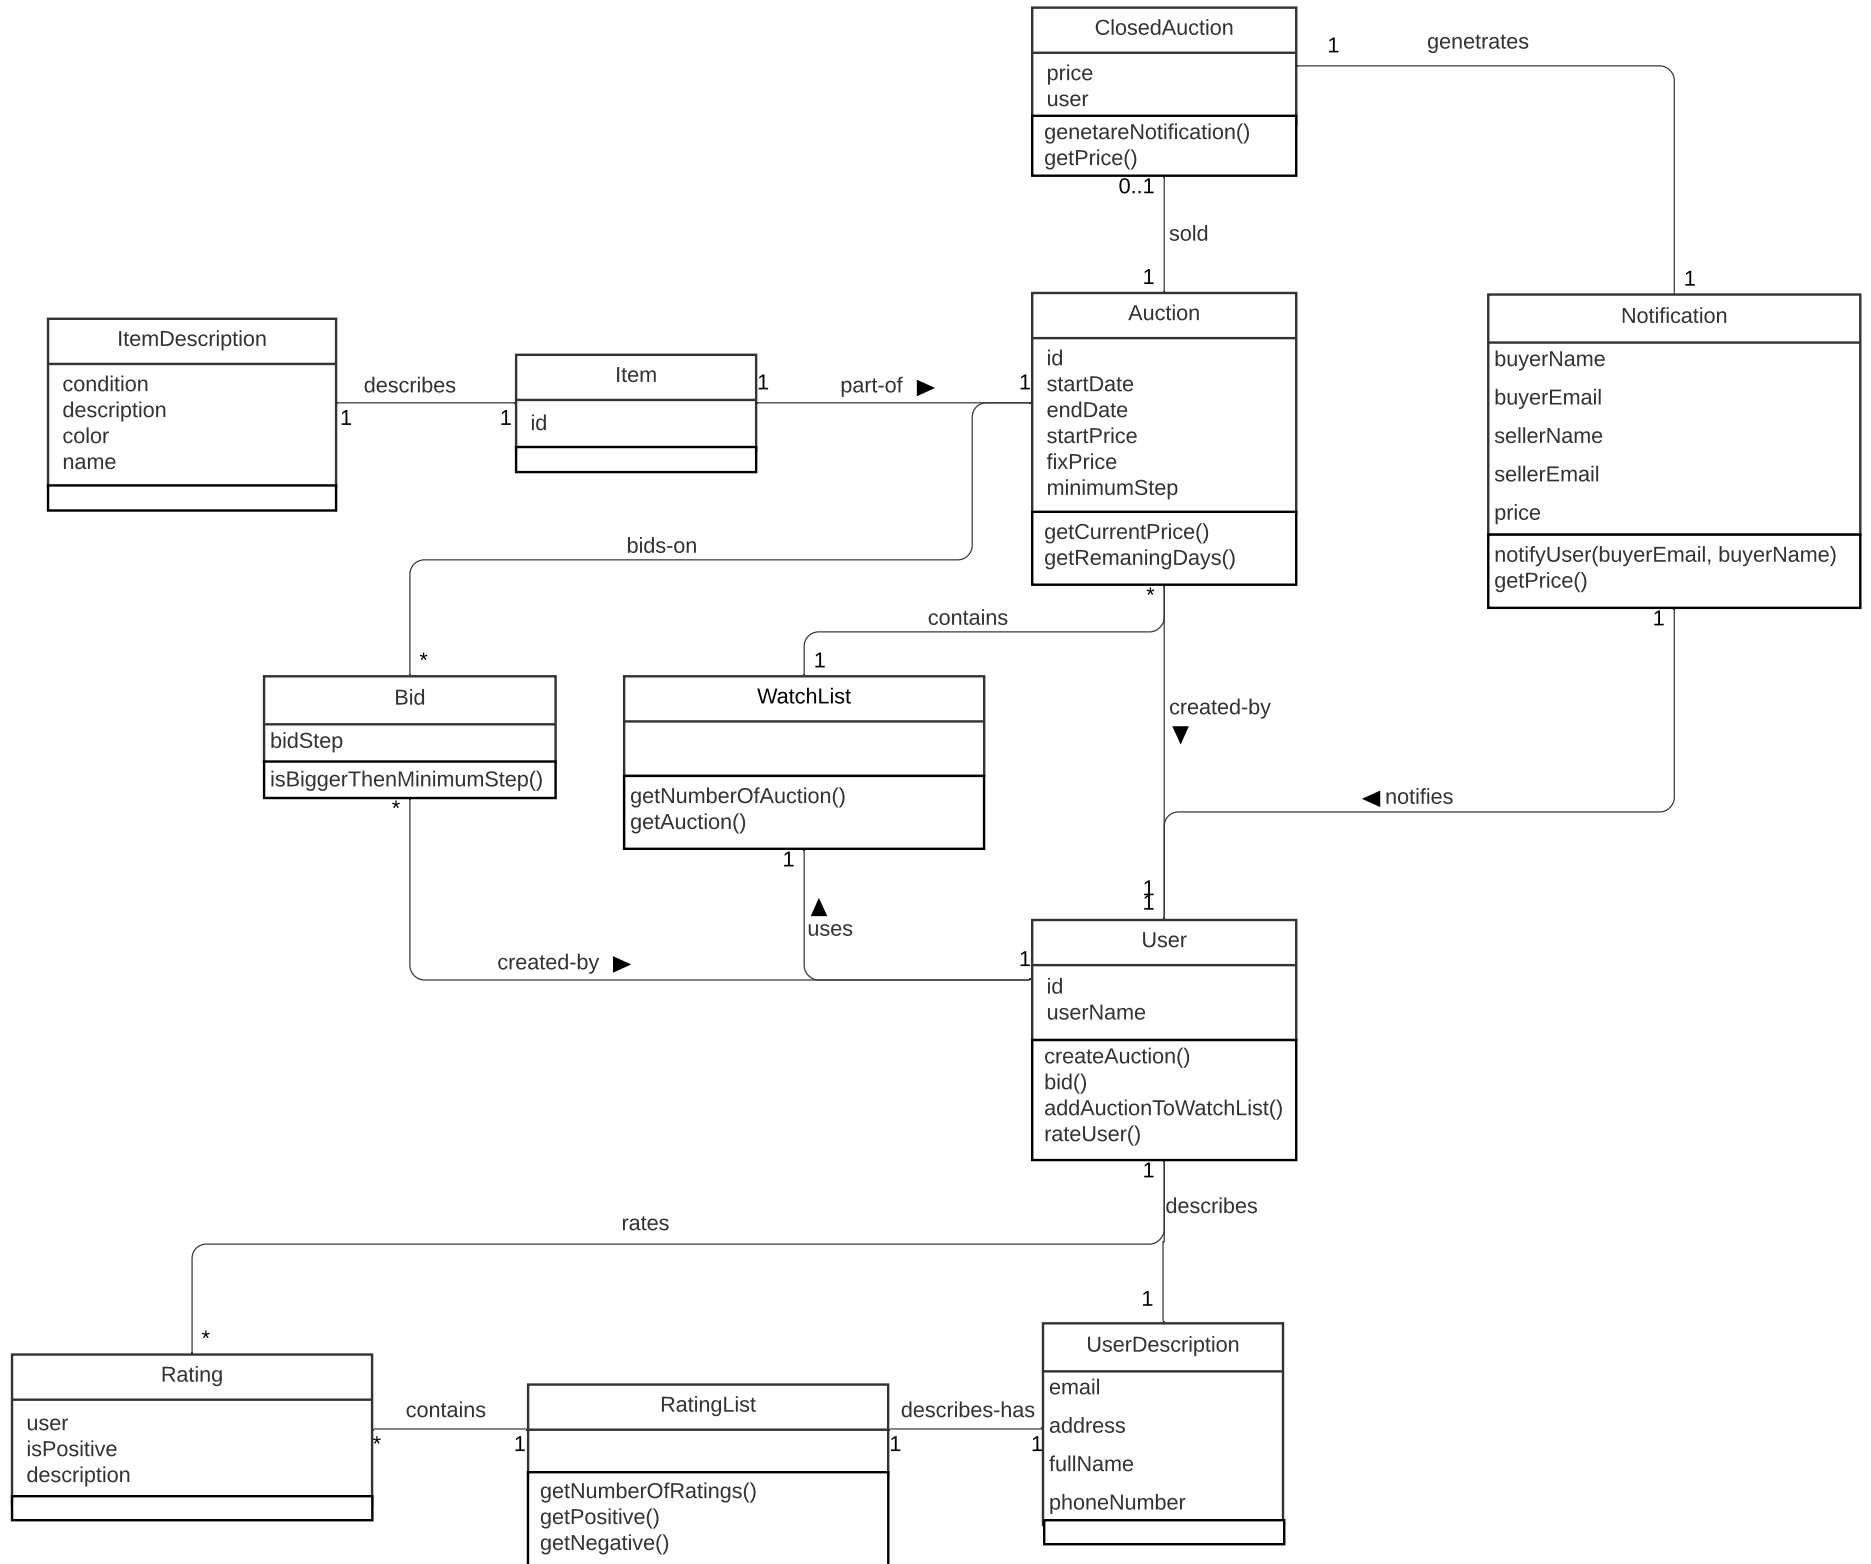 ClosedAuction
price
user
genetareNotification()
getPrice()
1
genetrates
0..1
sold
1
1
ItemDescription
condition
description
color
name
describes
1
1
Item
id
1
part-of ▶
1
Auction
id
startDate
endDate
startPrice
fixPrice
minimumStep
getCurrentPrice()
getRemaningDays()
Notification
buyerName
buyerEmail
sellerName
sellerEmail
price
notifyUser(buyerEmail, buyerName)
getPrice()
bids-on
*
contains
*
1
1
Bid
bidStep
isBiggerThenMinimumStep()
*
WatchList
getNumberOfAuction()
getAuction()
1
created-by
▼
◀ notifies
1
1
▲
uses
created-by ▶
1
User
id
userName
createAuction()
bid()
addAuctionToWatchList()
rateUser()
1
describes
rates
1
*
Rating
user
isPositive
description
contains
*
1
RatingList
getNumberOfRatings()
getPositive()
getNegative()
describes-has
1
1
UserDescription
email
address
fullName
phoneNumber